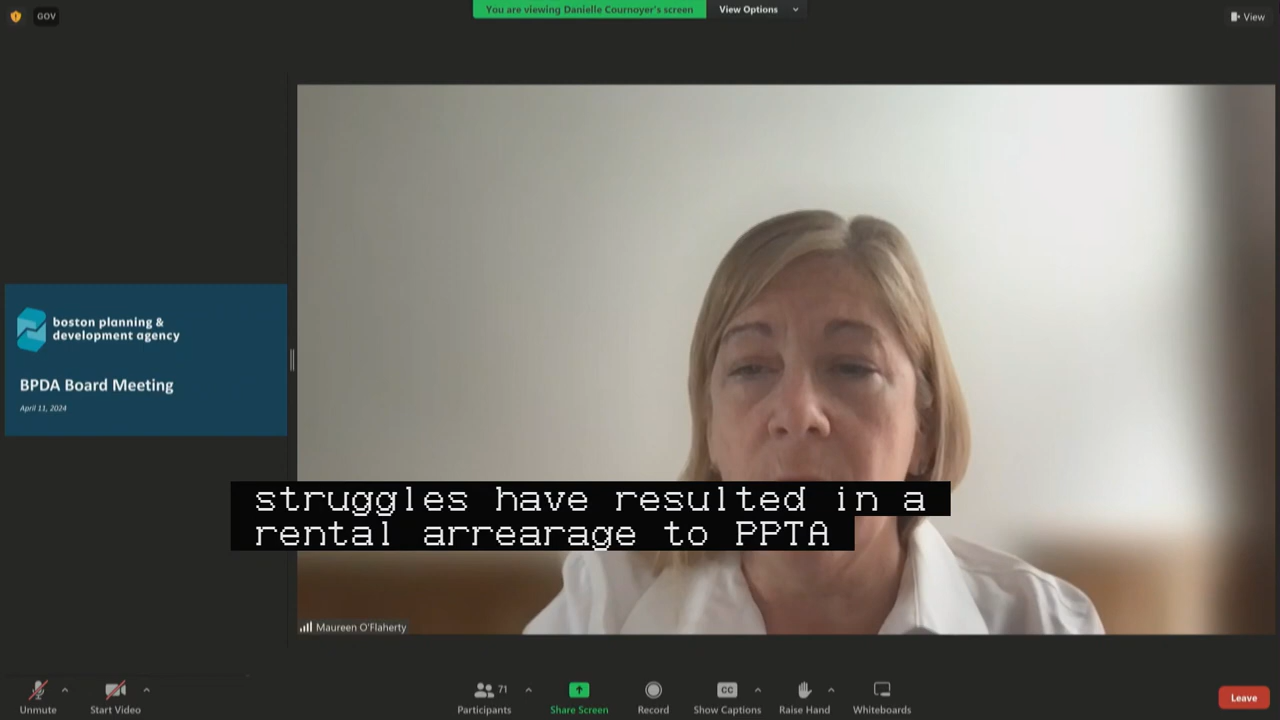 GOV
You are viewing Danielle Cournoyer's screen
View Options
View
boston planning &
development agency
BPDA Board Meeting
April 11, 2024
struggles have resulted in a
rental arrearage to PPTA
Maureen O'Flaherty
Unmute
Start Video
71
Participants
Share Screen
Record
CC
Show Captions
Raise Hand
Whiteboards
Leave